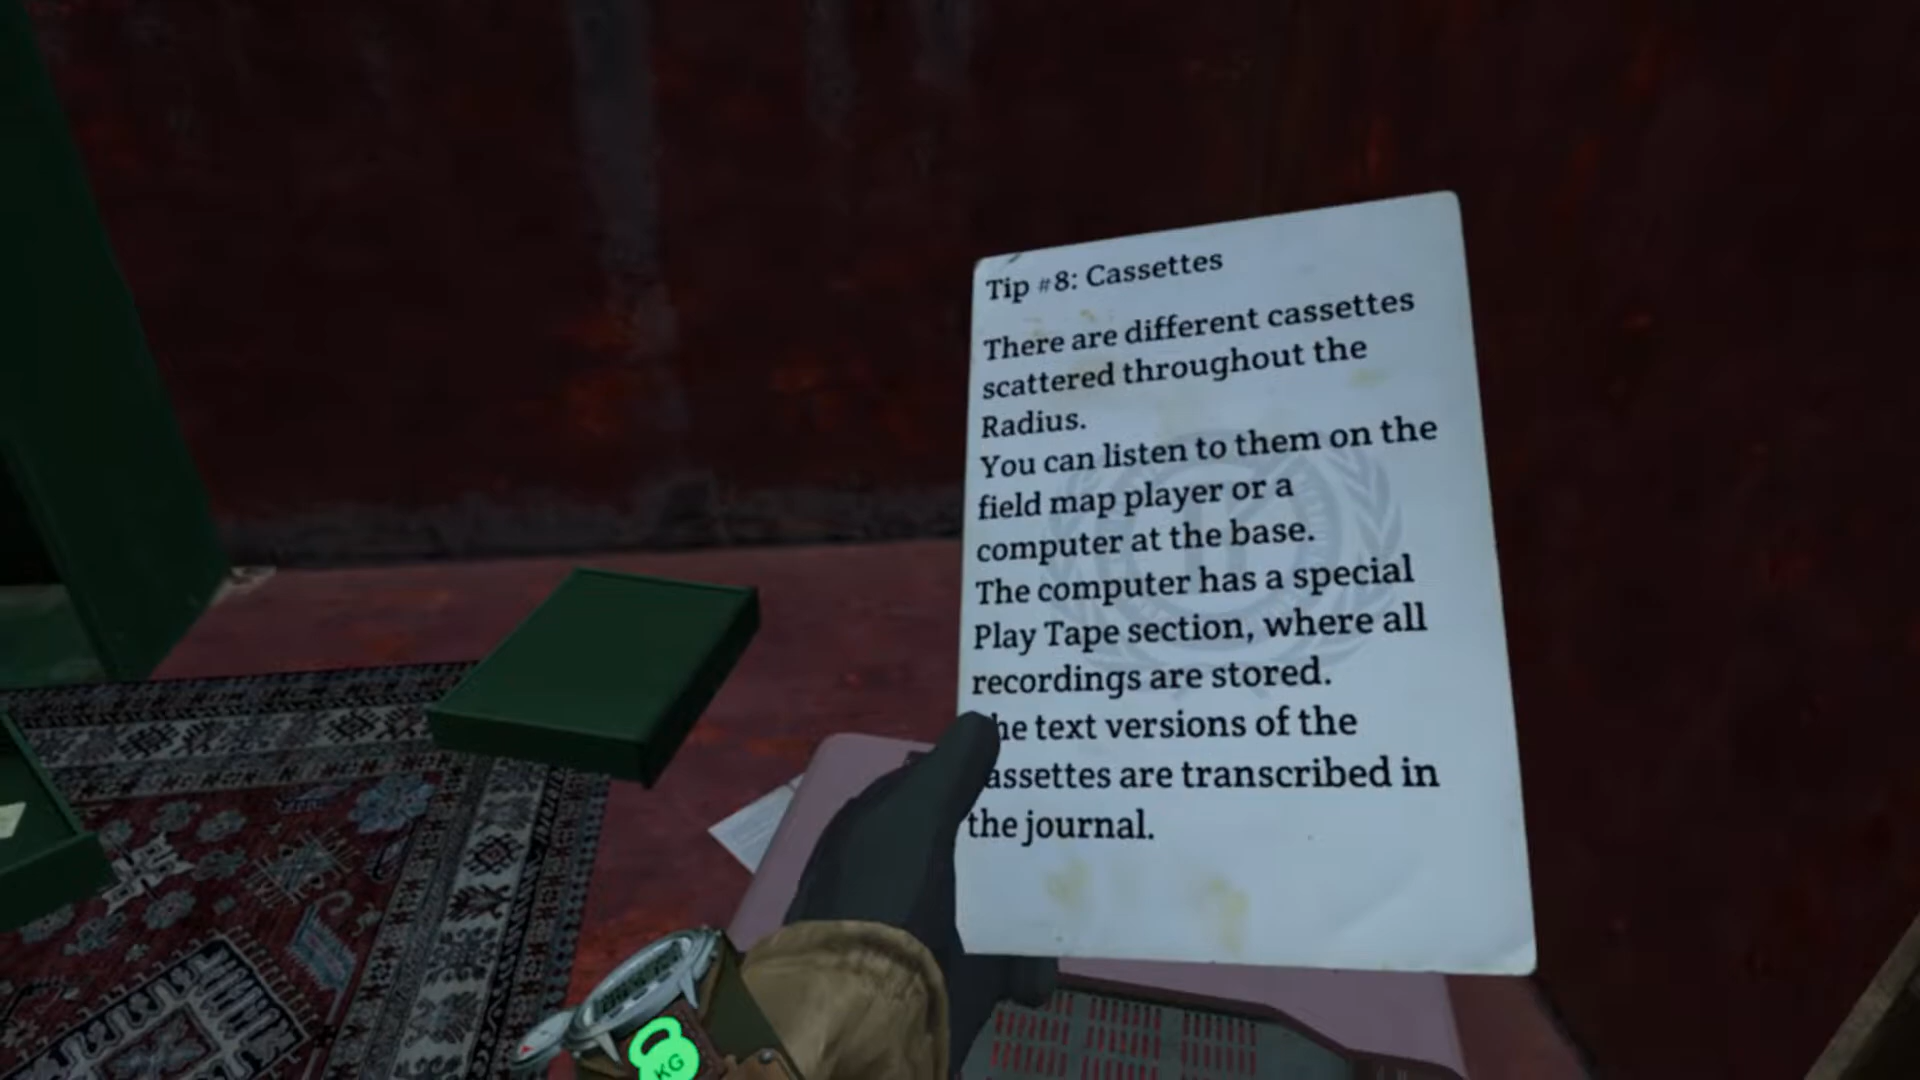 Tip #8: Cassettes
There are different cassettes
scattered throughout the
Radius.
You can listen to them on the
field map player or a
computer at the base.
The computer has a special
Play Tape section, where all
recordings are stored.
he text versions of the
assettes are transcribed in
the journal.
KG